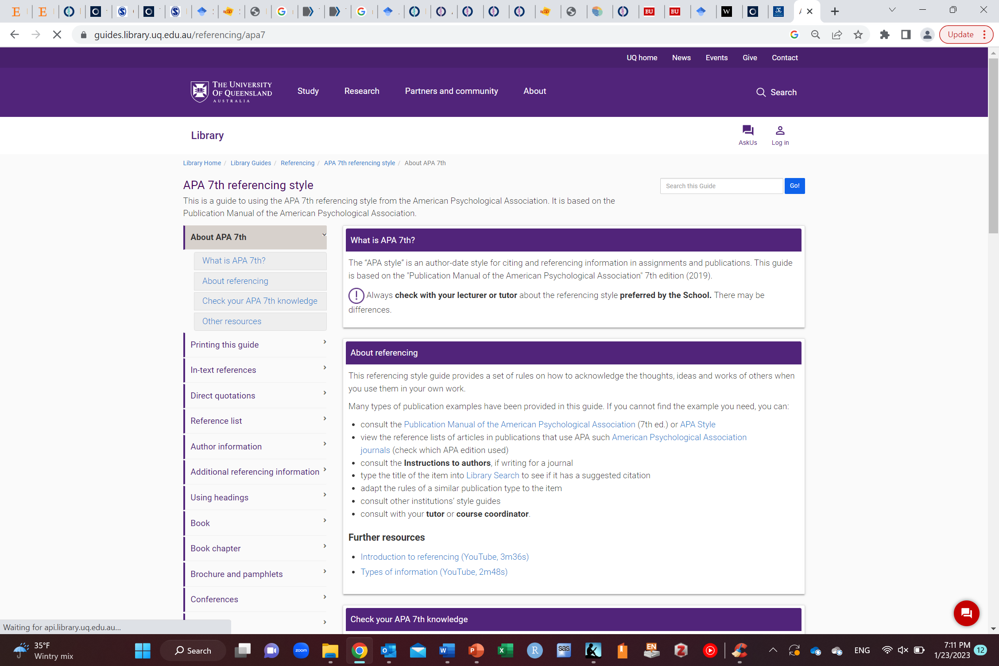 guides.library.uq.edu.au/referencing/apa7
Update
UQ home News Events Give Contact
THE UNIVERSITY
OF QUEENSLAND
AUSTRALIA
Study Research Partners and community About
Search
Library
AskUs
Log in
Library Home / Library Guides / Referencing / APA 7th referencing style / About APA 7th
APA 7th referencing style
Search this Guide
Go!
This is a guide to using the APA 7th referencing style from the American Psychological Association. It is based on the
Publication Manual of the American Psychological Association.
About APA 7th
What is APA 7th?
About referencing
Check your APA 7th knowledge
Other resources
Printing this guide
In-text references
Direct quotations
Reference list
Author information
Additional referencing information
Using headings
Book
Book chapter
Brochure and pamphlets
Conferences
What is APA 7th?
The “APA style” is an author-date style for citing and referencing information in assignments and publications. This guide
is based on the "Publication Manual of the American Psychological Association" 7th edition (2019).
Always check with your lecturer or tutor about the referencing style preferred by the School. There may be
differences.
About referencing
This referencing style guide provides a set of rules on how to acknowledge the thoughts, ideas and works of others when
you use them in your own work.
Many types of publication examples have been provided in this guide. If you cannot find the example you need, you can:
• consult the Publication Manual of the American Psychological Association (7th ed.) or APA Style
• view the reference lists of articles in publications that use APA such American Psychological Association
journals (check which APA edition used)
• consult the Instructions to authors, if writing for a journal
• type the title of the item into Library Search to see if it has a suggested citation
• adapt the rules of a similar publication type to the item
• consult other institutions’ style guides
• consult with your tutor or course coordinator.
Further resources
• Introduction to referencing (YouTube, 3m36s)
• Types of information (YouTube, 2m48s)
Check your APA 7th knowledge
Waiting for api.library.uq.edu.au...
35°F
Wintry mix
Search
zoom
EN
sas
ENG
7:11 PM
1/23/2023
12